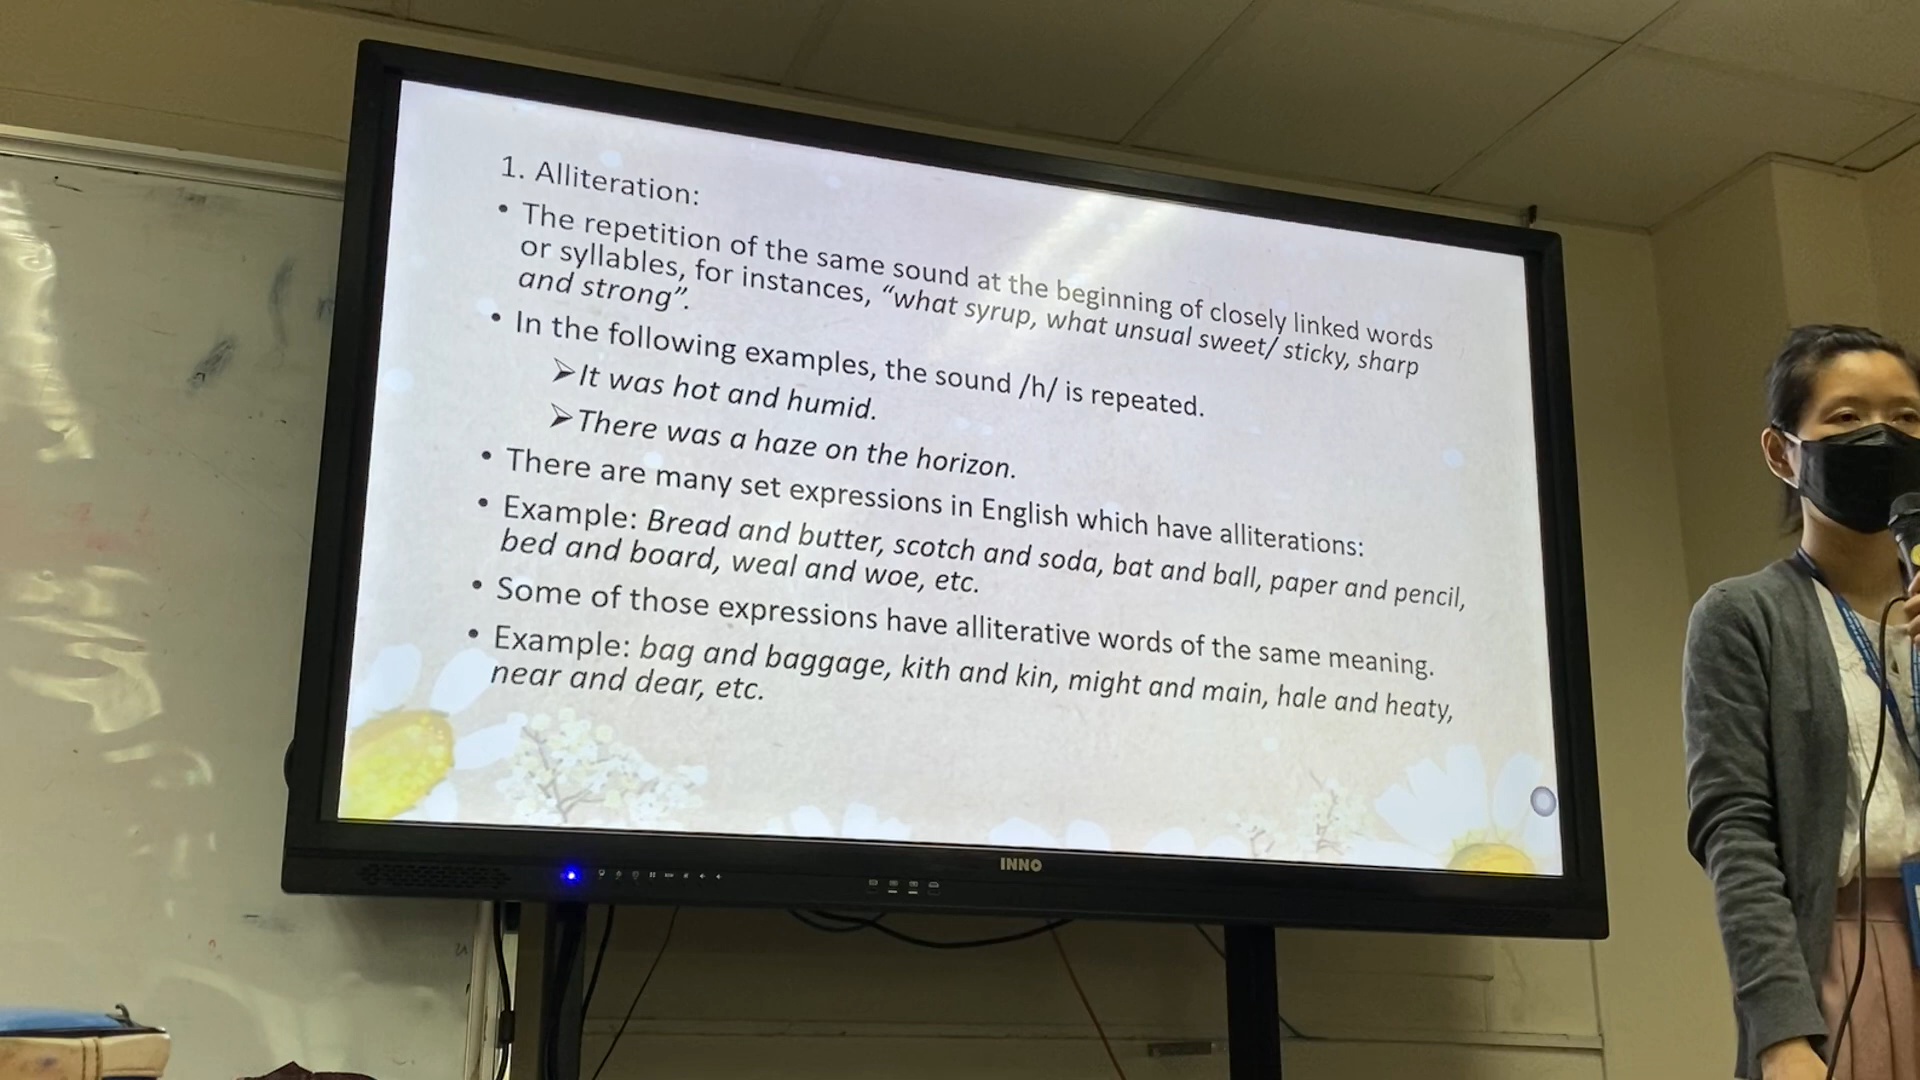 1. Alliteration:
• The repetition of the same sound at the beginning of closely linked words
or syllables, for instances, “what syrup, what unsual sweet/ sticky, sharp
and strong”.
• In the following examples, the sound /h/ is repeated.
➢It was hot and humid.
➢There was a haze on the horizon.
• There are many set expressions in English which have alliterations:
• Example: Bread and butter, scotch and soda, bat and ball, paper and pencil,
bed and board, weal and woe, etc.
• Some of those expressions have alliterative words of the same meaning.
• Example: bag and baggage, kith and kin, might and main, hale and heaty,
near and dear, etc.
INNO